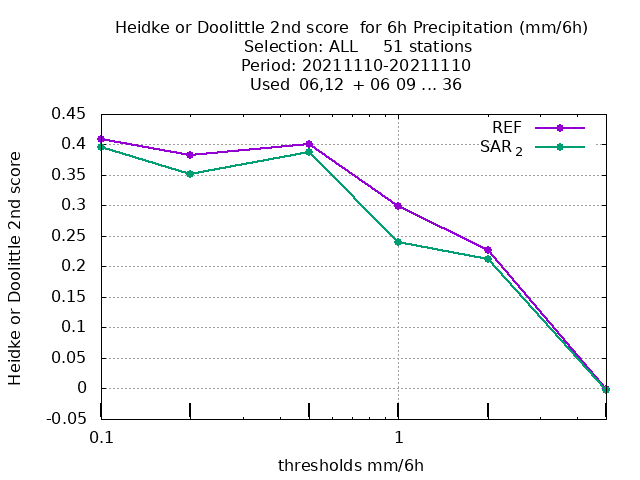 Heidke or Doolittle 2nd score  for 6h Precipitation (mm/6h)
Selection: ALL     51 stations
Period: 20211110-20211110
Used  06,12  + 06 09 ... 36
Heidke or Doolittle 2nd score
0.45
0.4
0.35
0.3
0.25
0.2
0.15
0.1
0.05
0
-0.05
REF
SAR 2
0.1
1
thresholds mm/6h